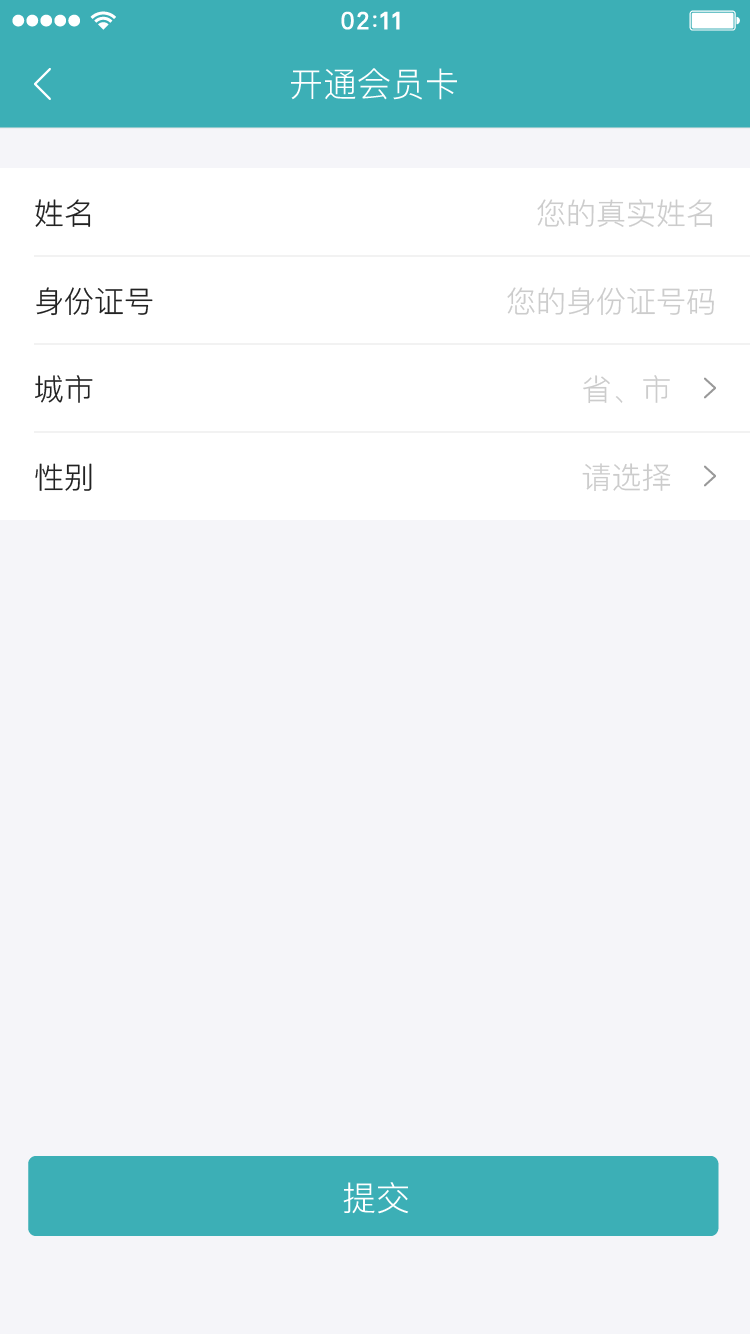 02:11
开通会员卡
姓名 您的真实姓名
身份证号 您的身份证号码
城市 省、市
性别 请选择
提交